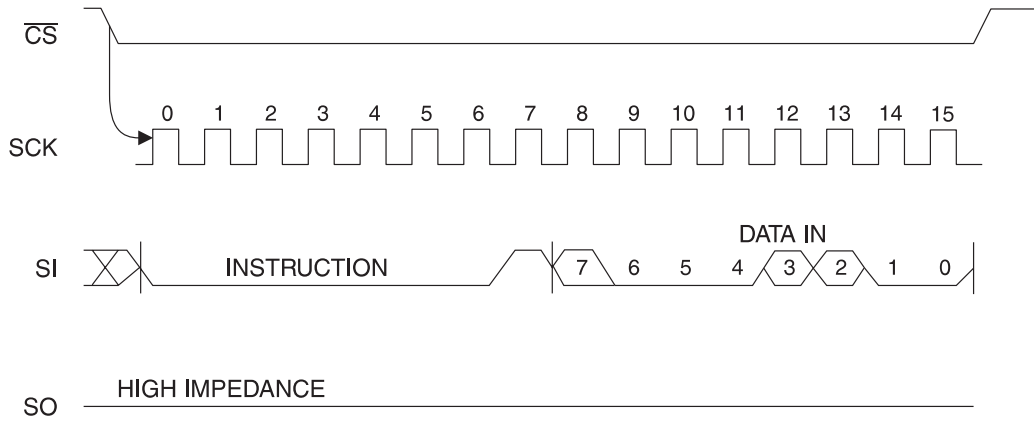 CS
0 1 2 3 4 5 6 7 8 9 10 11 12 13 14 15
SCK
DATA IN
SI INSTRUCTION 7 6 5 4 3 2 1 0
HIGH IMPEDANCE
SO